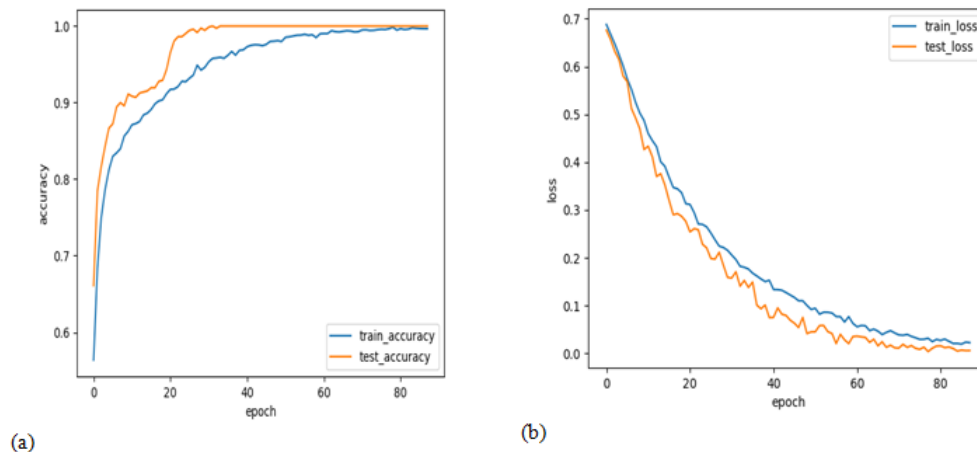 1.0
0.9
0.8
0.7
0.6
accuracy
train_accuracy
test_accuracy
0 20 40 60 80
epoch
(a)
0.7
0.6
0.5
0.4
0.3
0.2
0.1
0.0
loss
train_loss
test_loss
0 20 40 60 80
epoch
(b)